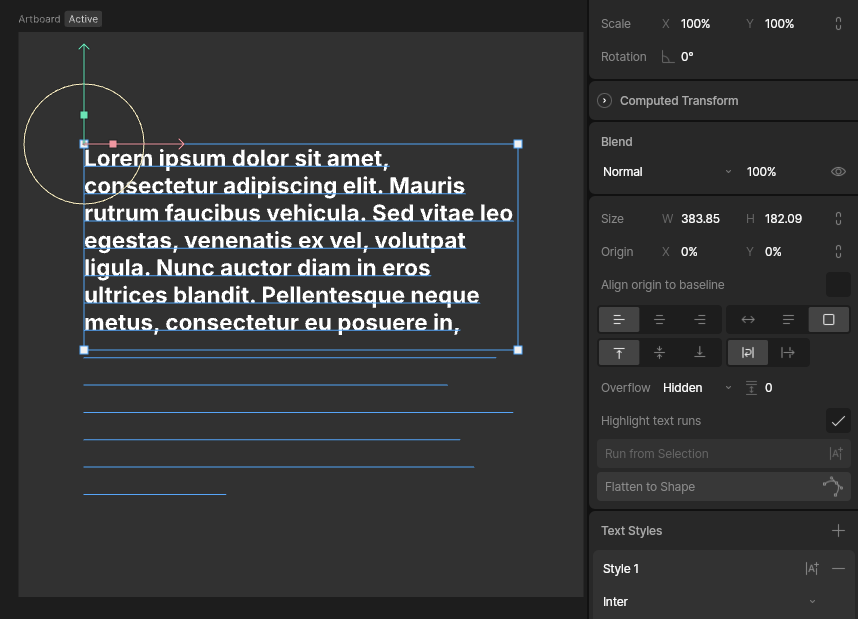 Artboard Active
Lorem ipsum dolor sit amet,
consectetur adipiscing elit. Mauris
rutrum faucibus vehicula. Sed vitae leo
egestas, venenatis ex vel, volutpat
ligula. Nunc auctor diam in eros
ultrices blandit. Pellentesque neque
metus, consectetur eu posuere in,
Scale X 100% Y 100%
Rotation 0°
Computed Transform
Blend
Normal 100%
Size W 383.85 H 182.09
Origin X 0% Y 0%
Align origin to baseline
Overflow Hidden 0
Highlight text runs
Run from Selection
Flatten to Shape
Text Styles
Style 1
Inter